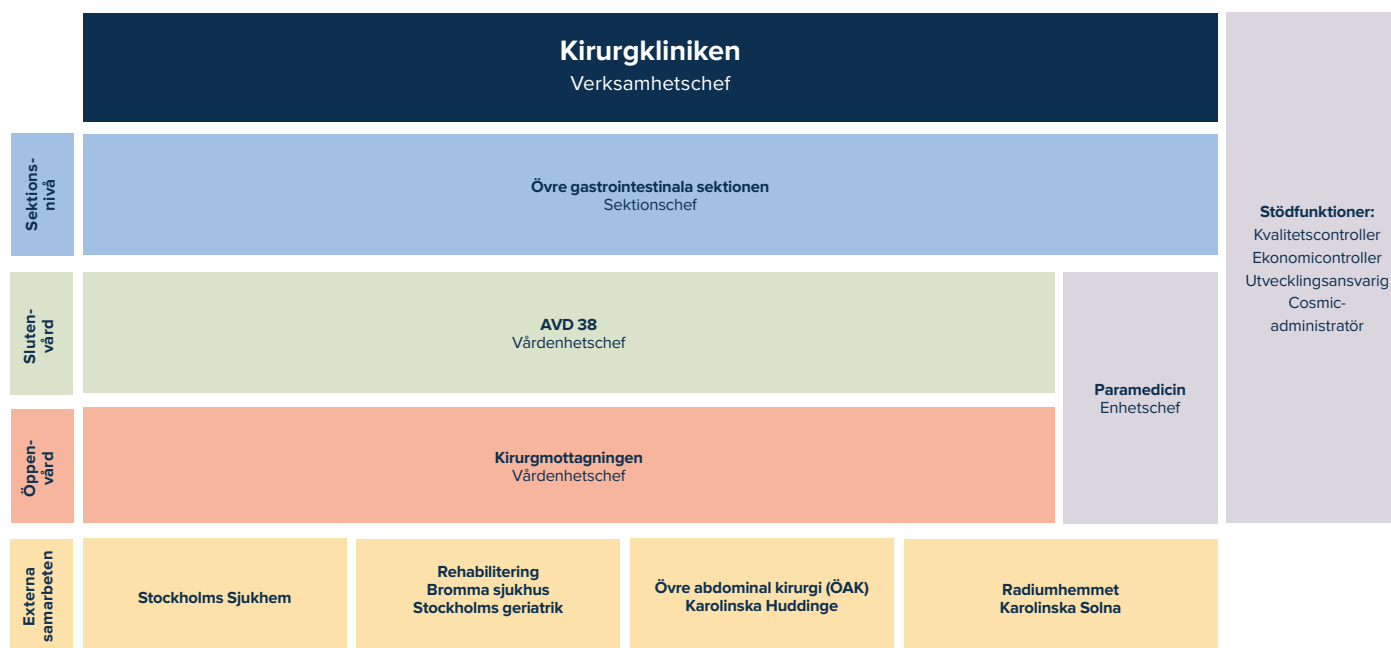 Kirurgkliniken
Verksamhetschef
Sektions-
nivå
Övre gastrointestinala sektionen
Sektionschef
Stödfunktioner:
Kvalitetscontroller
Ekonomicontroller
Utvecklingsansvarig
Cosmic-
administratör
Sluten-
vård
AVD 38
Vårdenhetschef
Paramedicin
Enhetschef
Öppen-
vård
Kirurgmottagningen
Vårdenhetschef
Externa
samarbeten
Stockholms Sjukhem
Rehabilitering
Bromma sjukhus
Stockholms geriatrik
Övre abdominal kirurgi (ÖAK)
Karolinska Huddinge
Radiumhemmet
Karolinska Solna